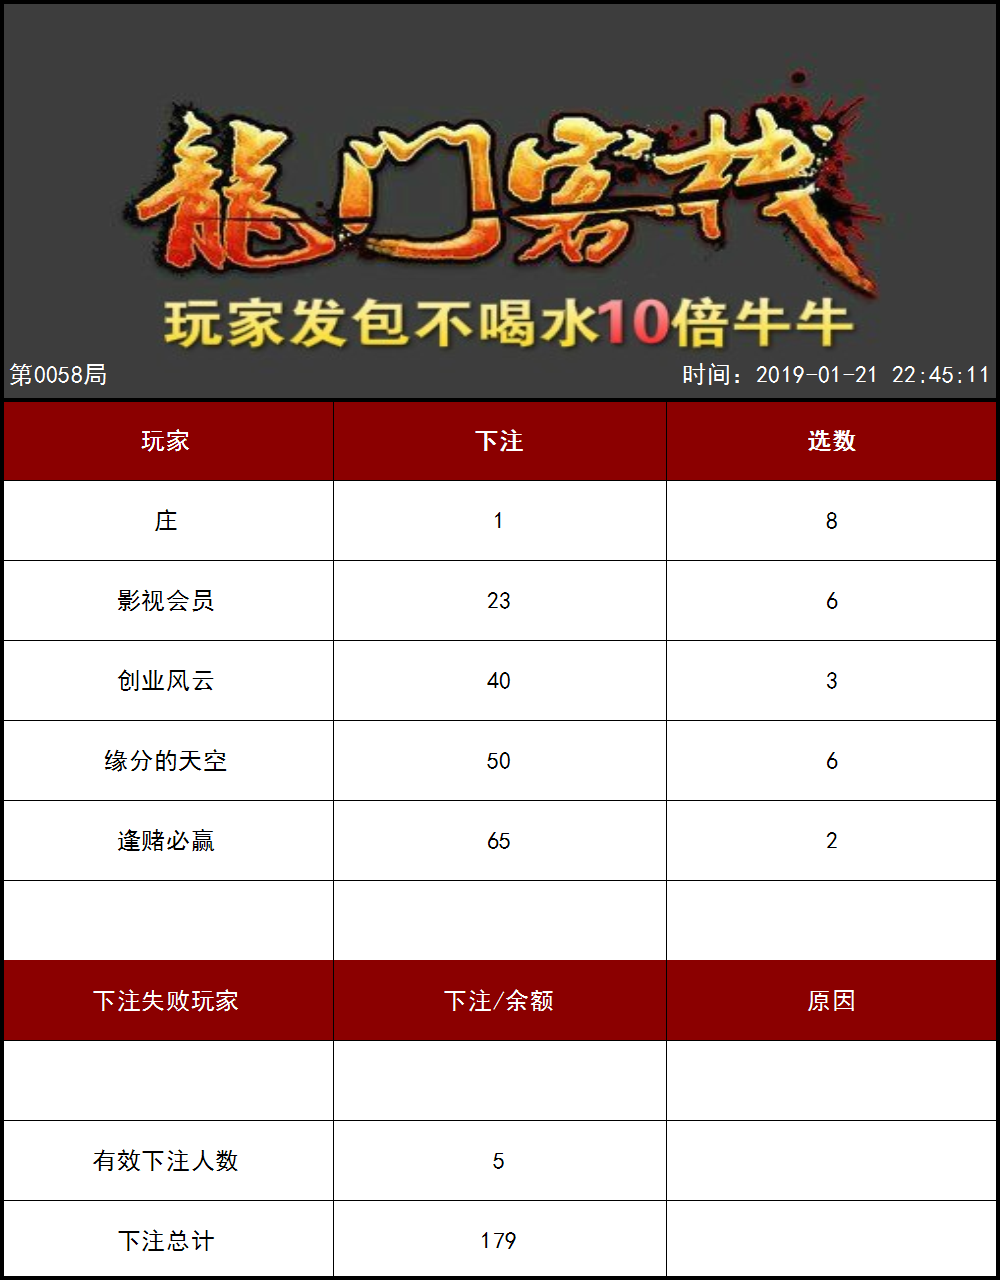 龍门客栈
玩家发包不喝水10倍牛牛
第0058局 时间：2019-01-21 22:45:11
玩家 下注 选数
庄 1 8
影视会员 23 6
创业风云 40 3
缘分的天空 50 6
逢赌必赢 65 2
下注失败玩家 下注/余额 原因
有效下注人数 5
下注总计 179